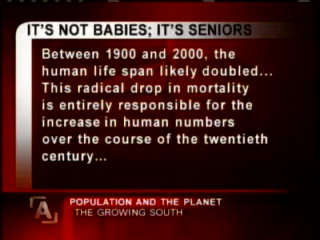 IT'S NOT BABIES; IT'S SENIORS
Between 1900 and 2000, the
human life span likely doubled...
This radical drop in mortality
is entirely responsible for the
increase in human numbers
over the course of the twentieth
century...
A
POPULATION AND THE PLANET
THE GROWING SOUTH